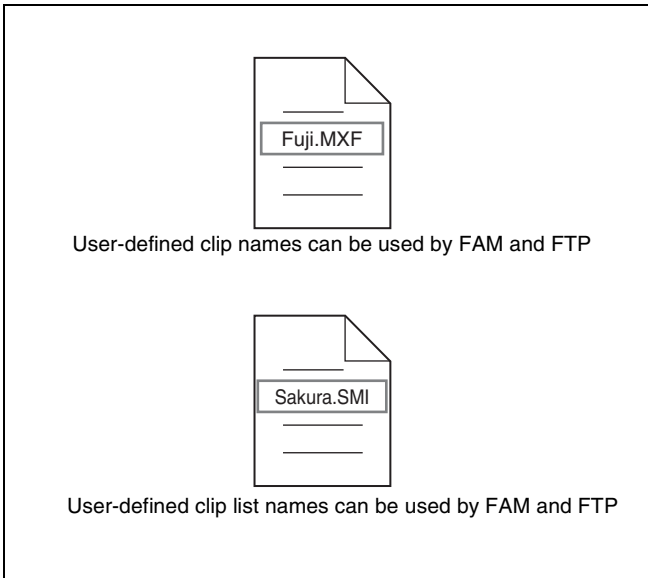 Fuji.MXF
User-defined clip names can be used by FAM and FTP
Sakura.SMI
User-defined clip list names can be used by FAM and FTP